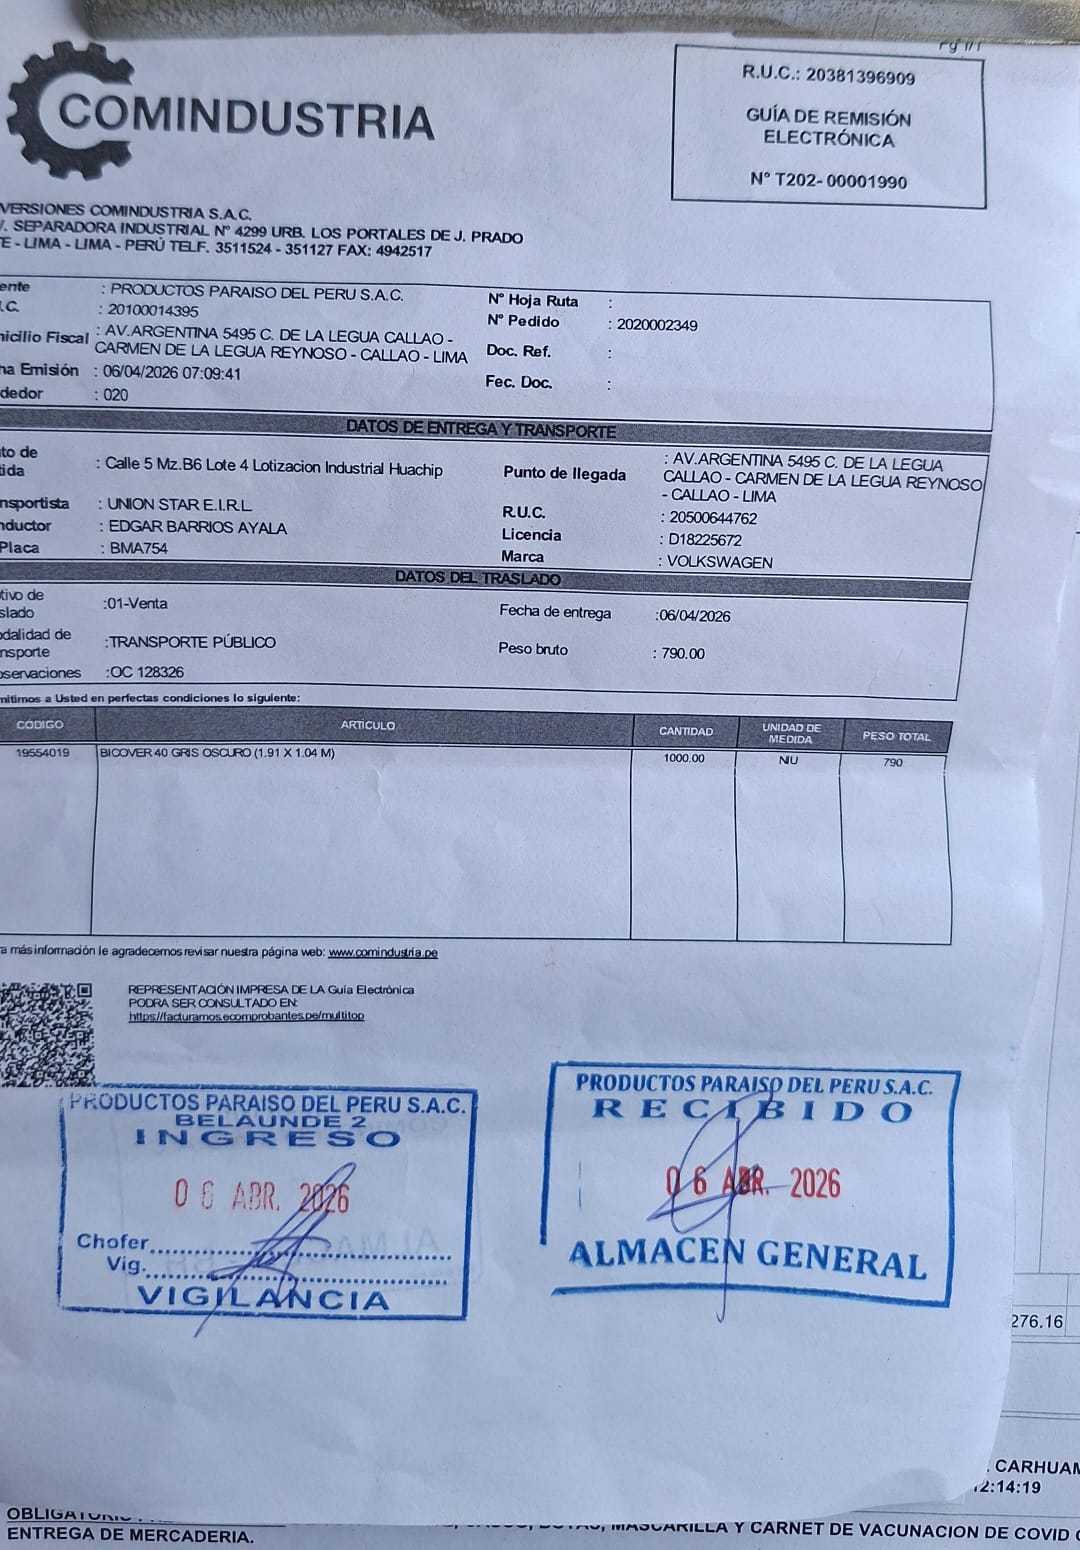 COMINDUSTRIA
R.U.C.: 20381396909
GUÍA DE REMISIÓN
ELECTRÓNICA
N° T202- 00001990
VERSIONES COMINDUSTRIA S.A.C.
. SEPARADORA INDUSTRIAL N° 4299 URB. LOS PORTALES DE J. PRADO
TE - LIMA - LIMA - PERÚ TELF. 3511524 - 351127 FAX: 4942517
ente : PRODUCTOS PARAISO DEL PERU S.A.C.
.C. : 20100014395
icilio Fiscal : AV.ARGENTINA 5495 C. DE LA LEGUA CALLAO -
CARMEN DE LA LEGUA REYNOSO - CALLAO - LIMA
ha Emisión : 06/04/2026 07:09:41
dedor : 020
N° Hoja Ruta :
N° Pedido : 2020002349
Doc. Ref. :
Fec. Doc. :
DATOS DE ENTREGA Y TRANSPORTE
to de
tida : Calle 5 Mz.B6 Lote 4 Lotizacion Industrial Huachip
Punto de llegada : AV.ARGENTINA 5495 C. DE LA LEGUA
CALLAO - CARMEN DE LA LEGUA REYNOSO
- CALLAO - LIMA
nsportista : UNION STAR E.I.R.L
R.U.C. : 20500644762
nductor : EDGAR BARRIOS AYALA
Licencia : D18225672
Placa : BMA754
Marca : VOLKSWAGEN
DATOS DEL TRASLADO
tivo de
slado :01-Venta
Fecha de entrega :06/04/2026
odalidad de
nsporte :TRANSPORTE PÚBLICO
Peso bruto : 790.00
servaciones :OC 128326
mitimos a Usted en perfectas condiciones lo siguiente:
CÓDIGO ARTICULO CANTIDAD UNIDAD DE MEDIDA PESO TOTAL
19554019 BICOVER 40 GRIS OSCURO (1.91 X 1.04 M) 1000.00 NIU 790
a más información le agradecemos revisar nuestra página web: www.comindustria.pe
REPRESENTACIÓN IMPRESA DE LA Guía Electrónica
PODRA SER CONSULTADO EN:
https://facturamos.ecomprobantes.pe/multitop
PRODUCTOS PARAISO DEL PERU S.A.C.
BELAUNDE 2
INGRESO
06 ABR. 2026
Chofer
Vig.
VIGILANCIA
PRODUCTOS PARAISO DEL PERU S.A.C.
RECIBIDO
06 ABR. 2026
ALMACEN GENERAL
276.16
. CARHUAM
12:14:19
OBLIGATORIO
MASCARILLA Y CARNET DE VACUNACION DE COVID
ENTREGA DE MERCADERIA.